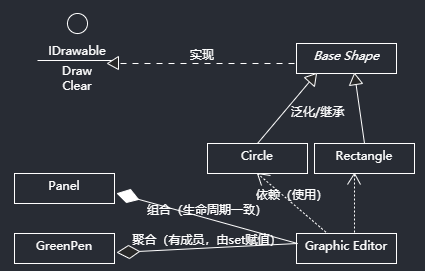 IDrawable
实现
Base Shape
Draw
Clear
泛化/继承
Circle
Rectangle
Panel
依赖（使用）
组合（生命周期一致）
GreenPen
聚合（有成员，由set赋值）
Graphic Editor